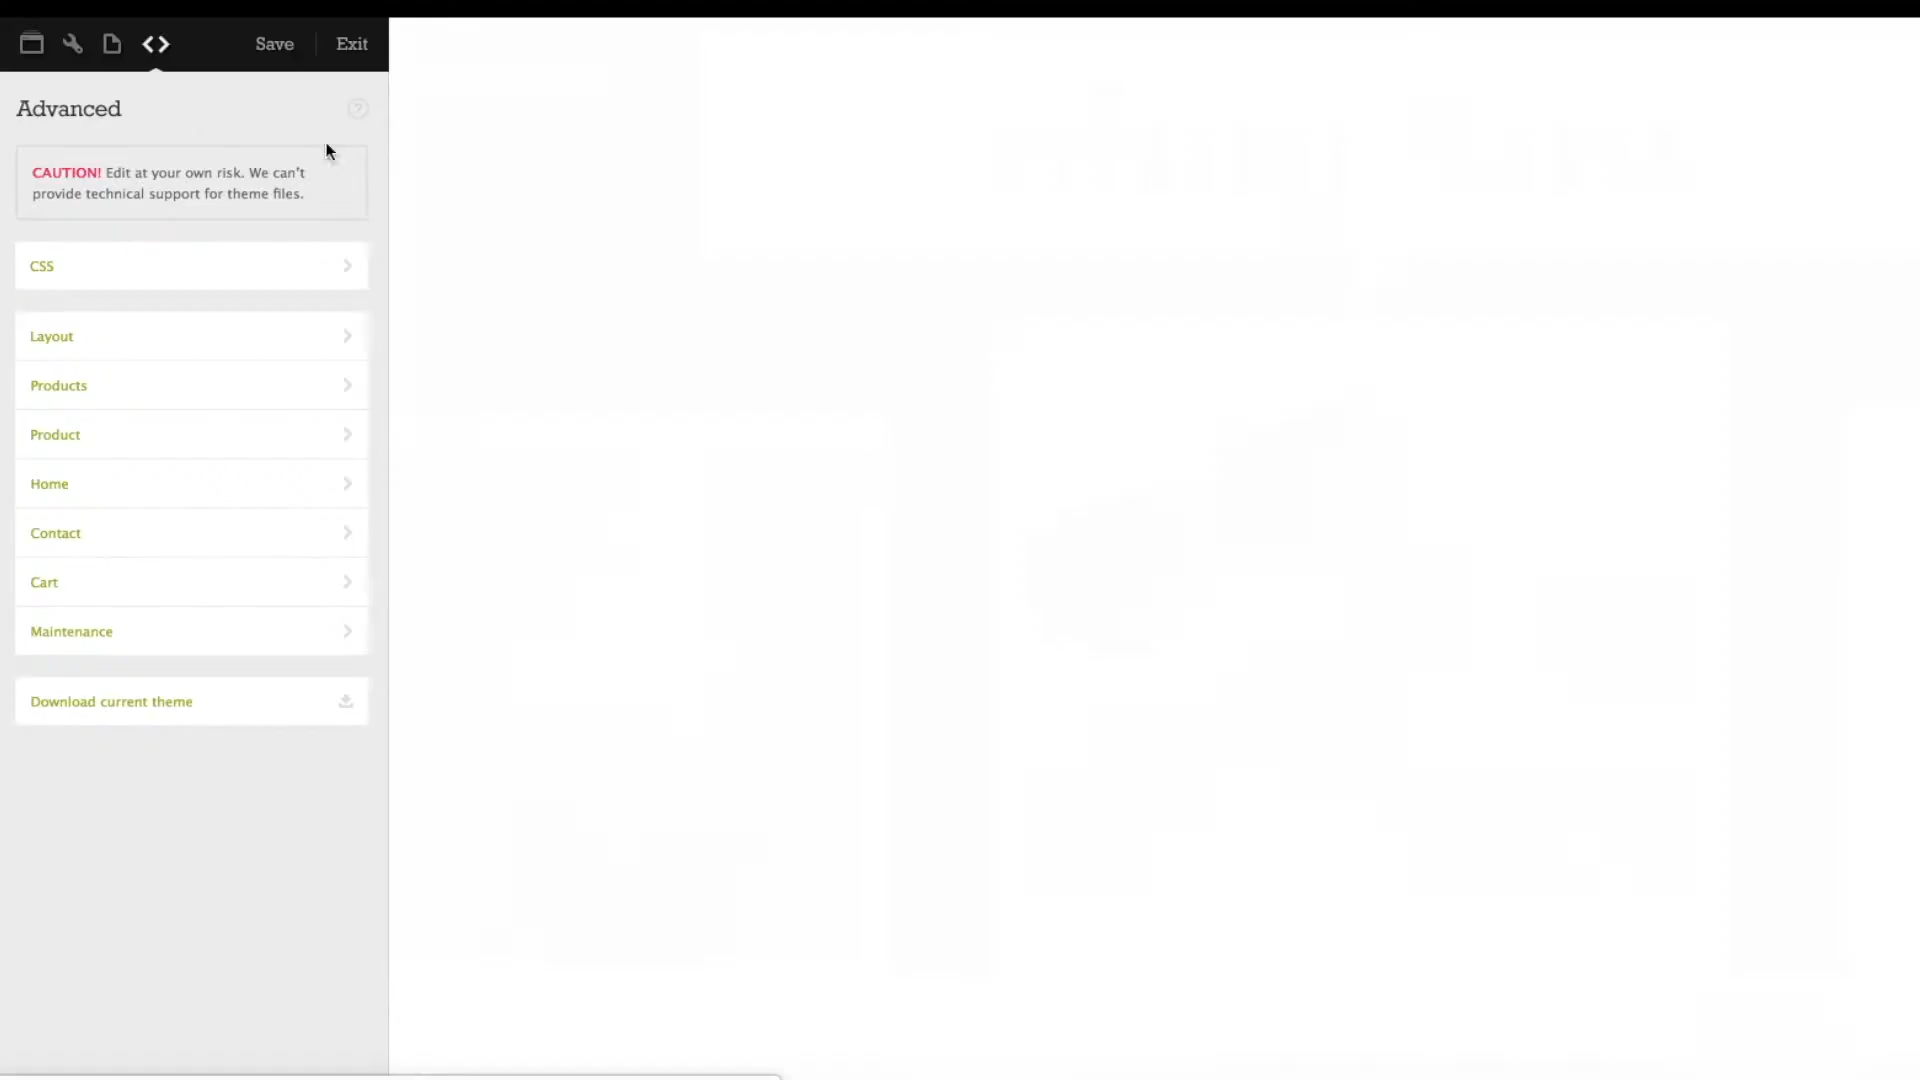 Save
Exit
Advanced
?
CAUTION! Edit at your own risk. We can't
provide technical support for theme files.
CSS
Layout
Products
Product
Home
Contact
Cart
Maintenance
Download current theme